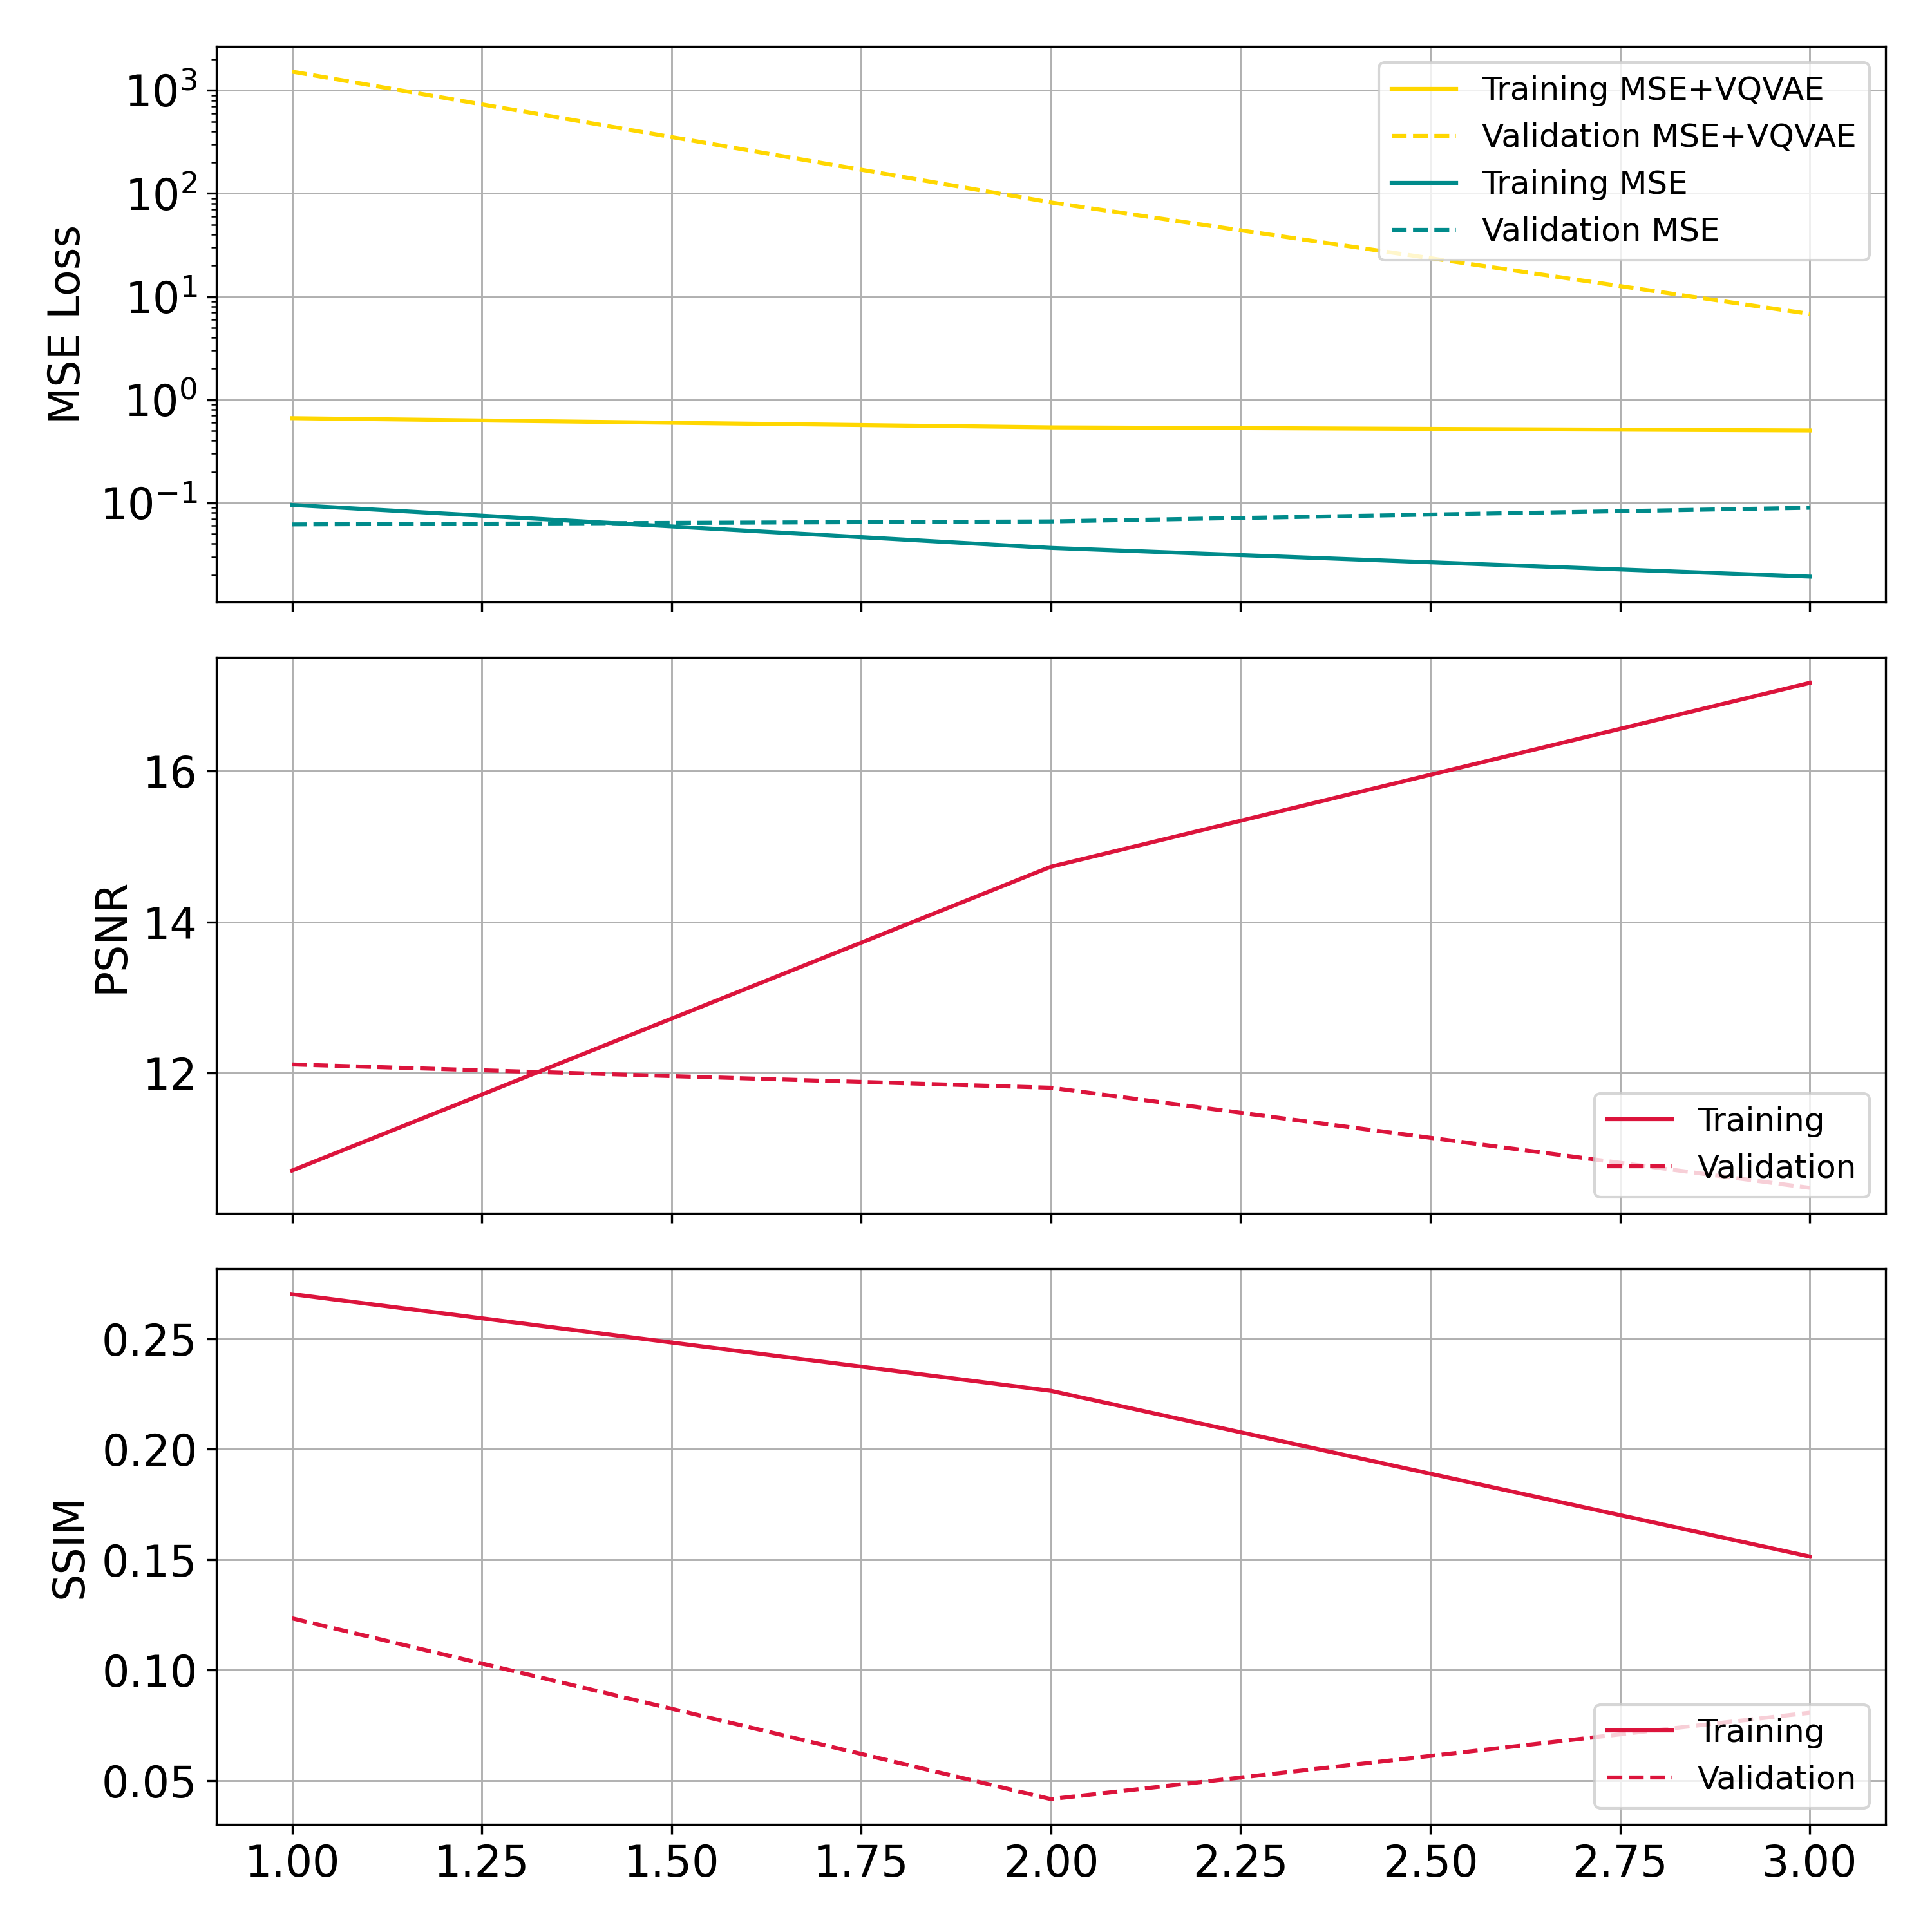 MSE Loss
10³
10²
10¹
10⁰
10⁻¹
Training MSE+VQVAE
Validation MSE+VQVAE
Training MSE
Validation MSE
PSNR
16
14
12
Training
Validation
SSIM
0.25
0.20
0.15
0.10
0.05
Training
Validation
1.00 1.25 1.50 1.75 2.00 2.25 2.50 2.75 3.00